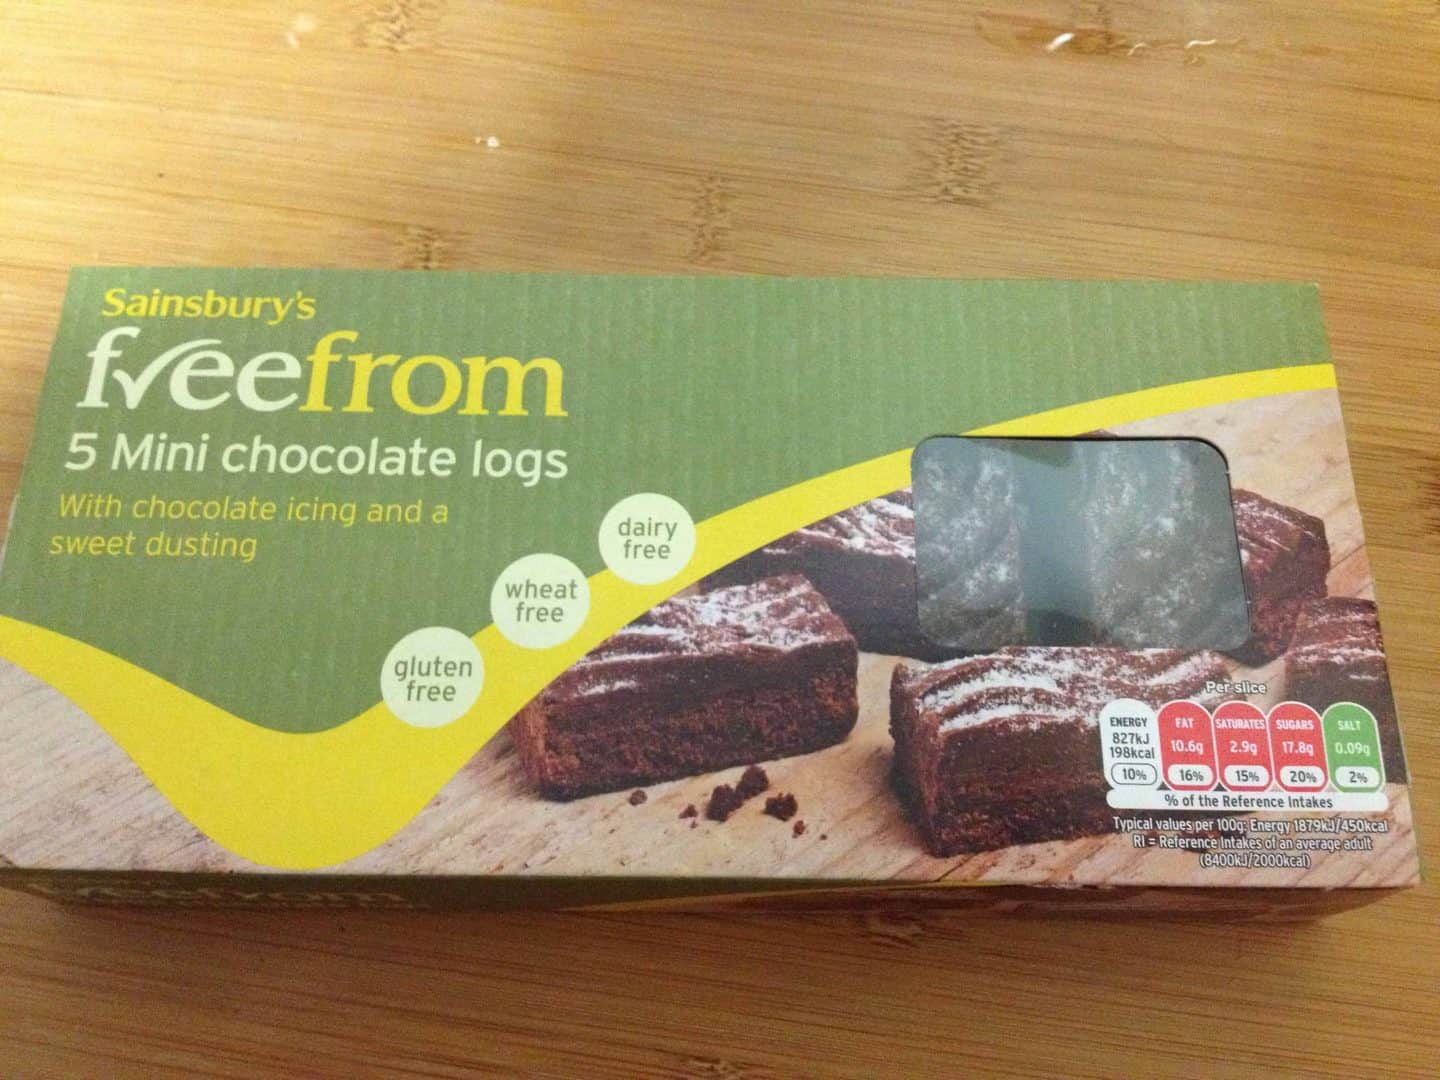 Sainsbury's
freefrom
5 Mini chocolate logs
With chocolate icing and a
sweet dusting
dairy
free
wheat
free
gluten
free
Per slice
ENERGY
827kJ
198kcal
10%
FAT
10.6g
16%
SATURATES
2.9g
15%
SUGARS
17.8g
20%
SALT
0.09g
2%
% of the Reference Intakes
Typical values per 100g: Energy 1879kJ/450kcal
RI = Reference Intakes of an average adult
(8400kJ/2000kcal)